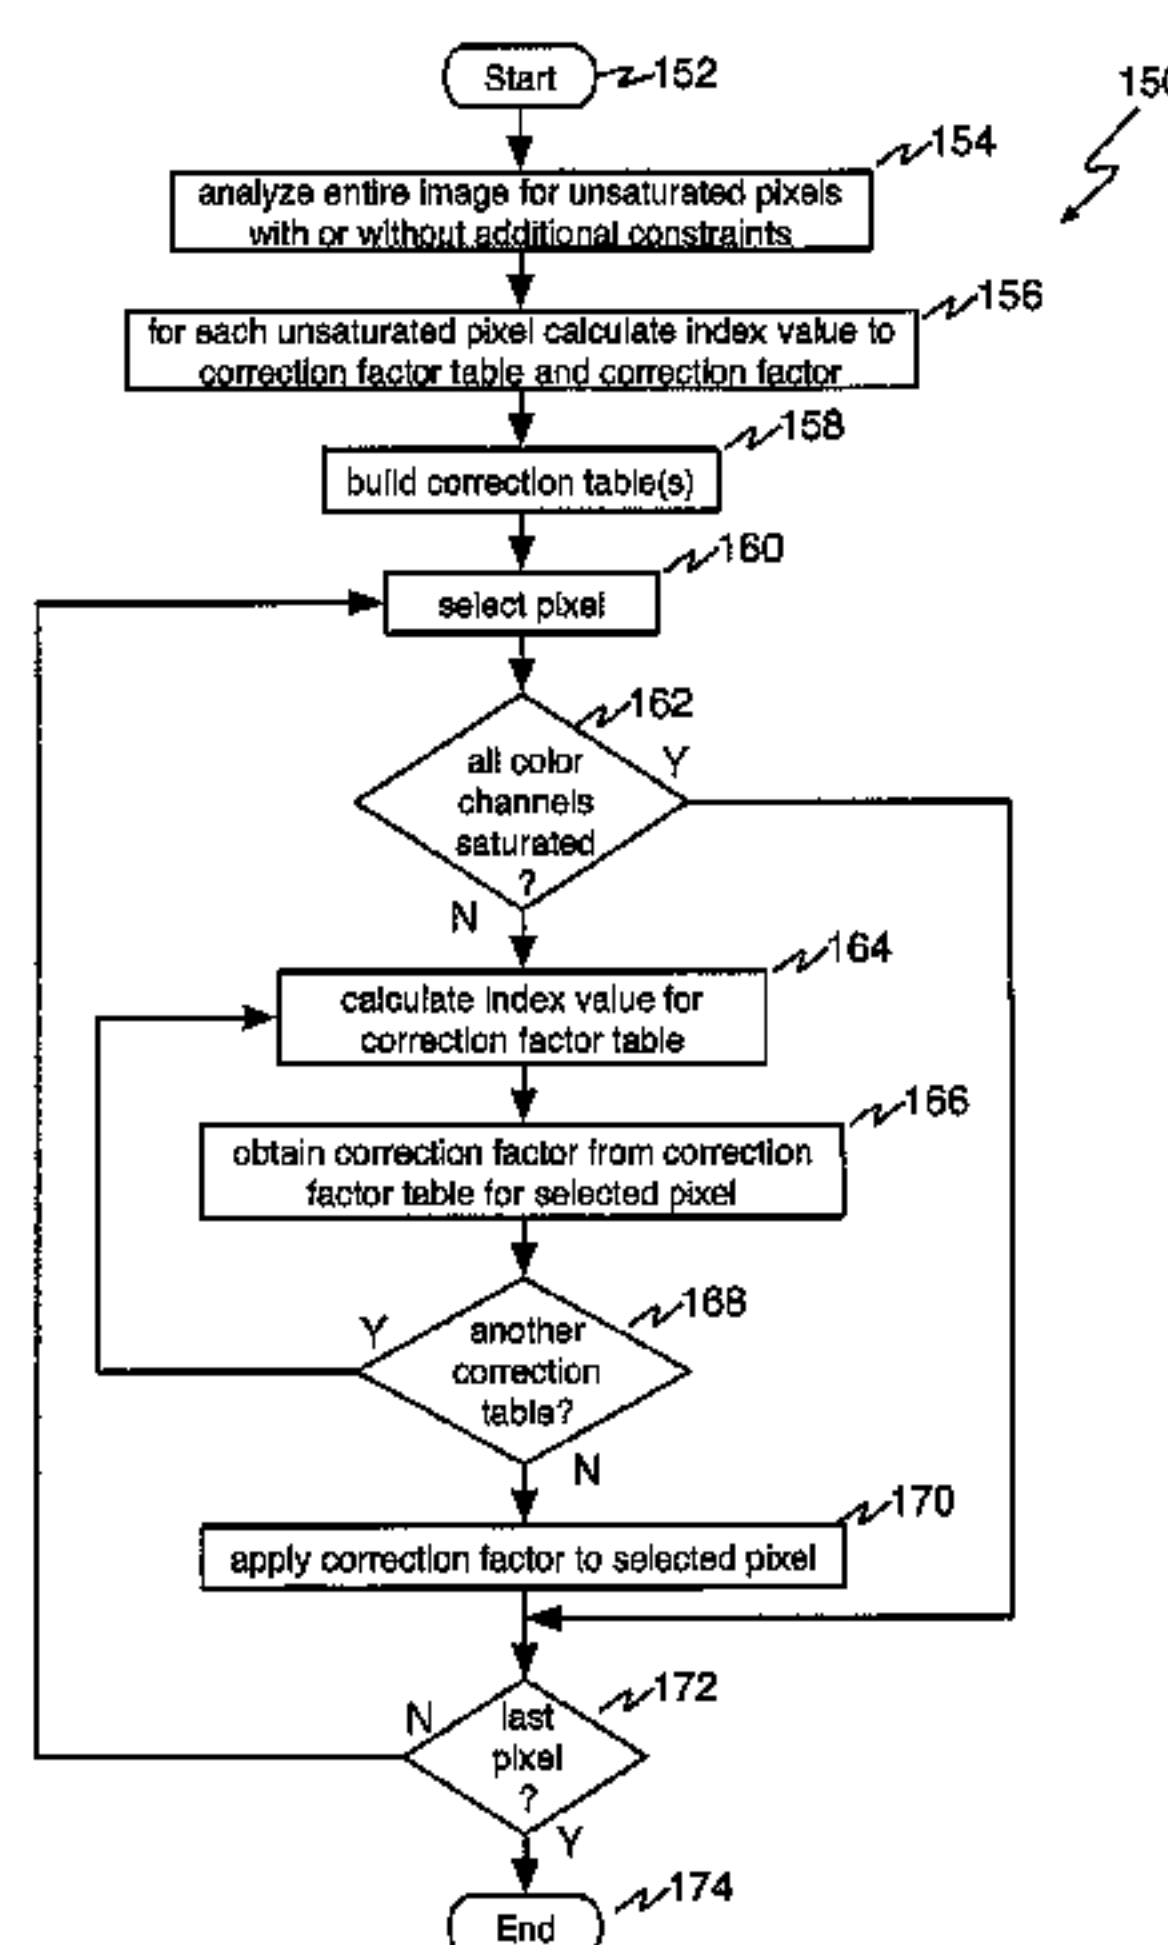 Start
152
150
154
analyze entire image for unsaturated pixels
with or without additional constraints
156
for each unsaturated pixel calculate index value to
correction factor table and correction factor
158
build correction table(s)
160
select pixel
162
all color
channels
saturated
?
Y
N
164
calculate index value for
correction factor table
166
obtain correction factor from correction
factor table for selected pixel
168
another
correction
table?
Y
N
170
apply correction factor to selected pixel
172
last
pixel
?
N
Y
174
End